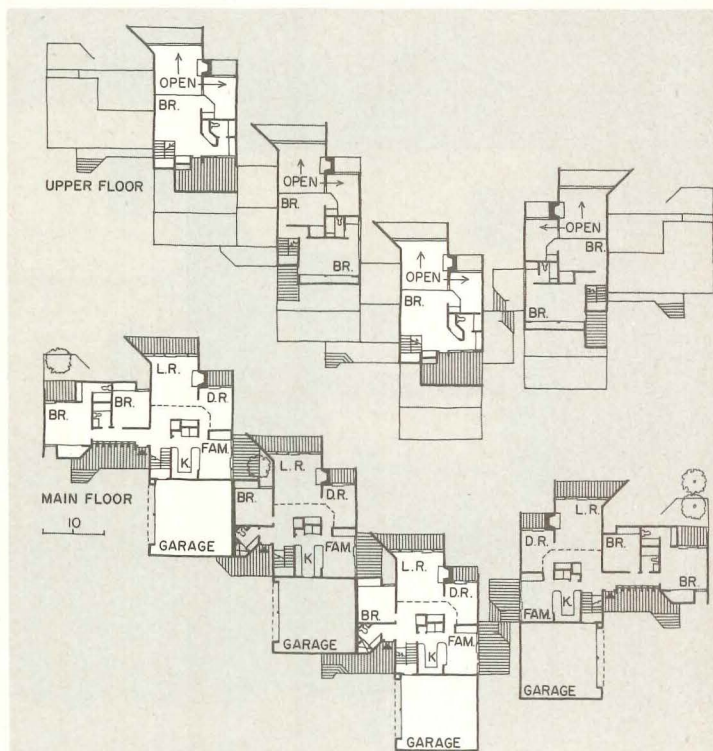 OPEN
BR.
UPPER FLOOR
OPEN
BR.
BR.
OPEN
BR.
OPEN
BR.
BR.
L.R.
D.R.
BR.
BR.
FAM.
K
MAIN FLOOR
10
GARAGE
L.R.
BR.
D.R.
FAM.
K
GARAGE
L.R.
D.R.
BR.
FAM.
K
GARAGE
L.R.
D.R.
BR.
BR.
FAM.
K
GARAGE